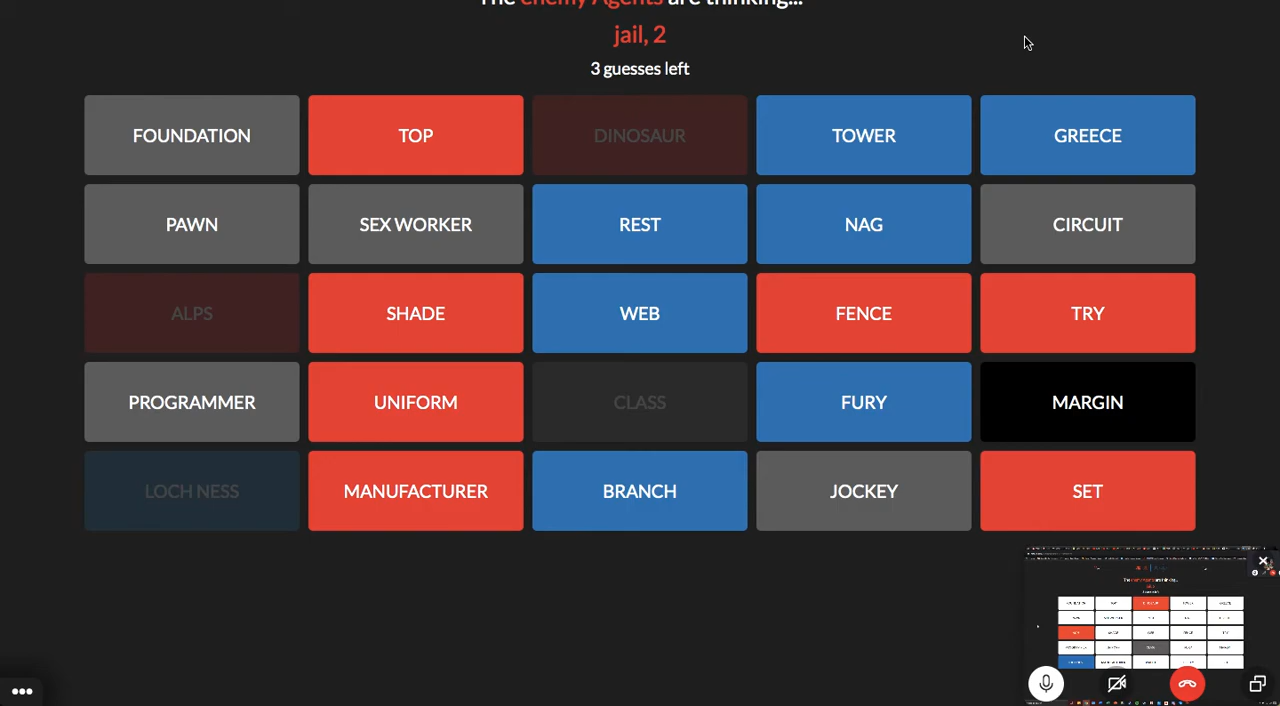 The enemy Agents are thinking...
jail, 2
3 guesses left
FOUNDATION TOP DINOSAUR TOWER GREECE
PAWN SEX WORKER REST NAG CIRCUIT
ALPS SHADE WEB FENCE TRY
PROGRAMMER UNIFORM CLASS FURY MARGIN
LOCH NESS MANUFACTURER BRANCH JOCKEY SET